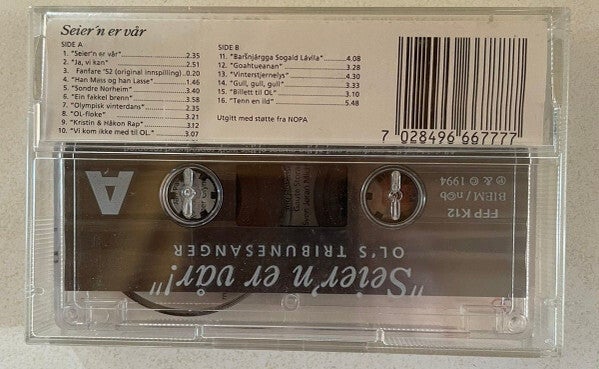 Seier'n er vår
SIDE A
1. "Seier'n er vår" 2.35
2. "Ja, vi kan" 2.51
3. Fanfare '52 (original innspilling) 0.20
4. "Han Mass og han Lasse" 1.46
5. "Sondre Norheim" 3.40
6. "Ein fakkel brenn" 3.58
7. "Olympisk vinterdans" 2.35
8. "OL-floke" 3.21
9. "Kristin & Håkon Rap" 3.12
10. "Vi kom ikke med til OL" 3.07
SIDE B
11. "Baršnjárgga Sogaid Lávlla" 4.08
12. "Goahtueanan" 3.28
13. "Vinterstjernelys" 4.30
14. "Gull, gull, gull" 3.33
15. "Billett til OL" 3.10
16. "Tenn en ild" 5.48
Utgitt med støtte fra NOPA
7 028496 667777
A
FFP K12
BIEM / n©b
℗ & © 1994
"Seier'n er vår!"
OL'S TRIBUNESANGER